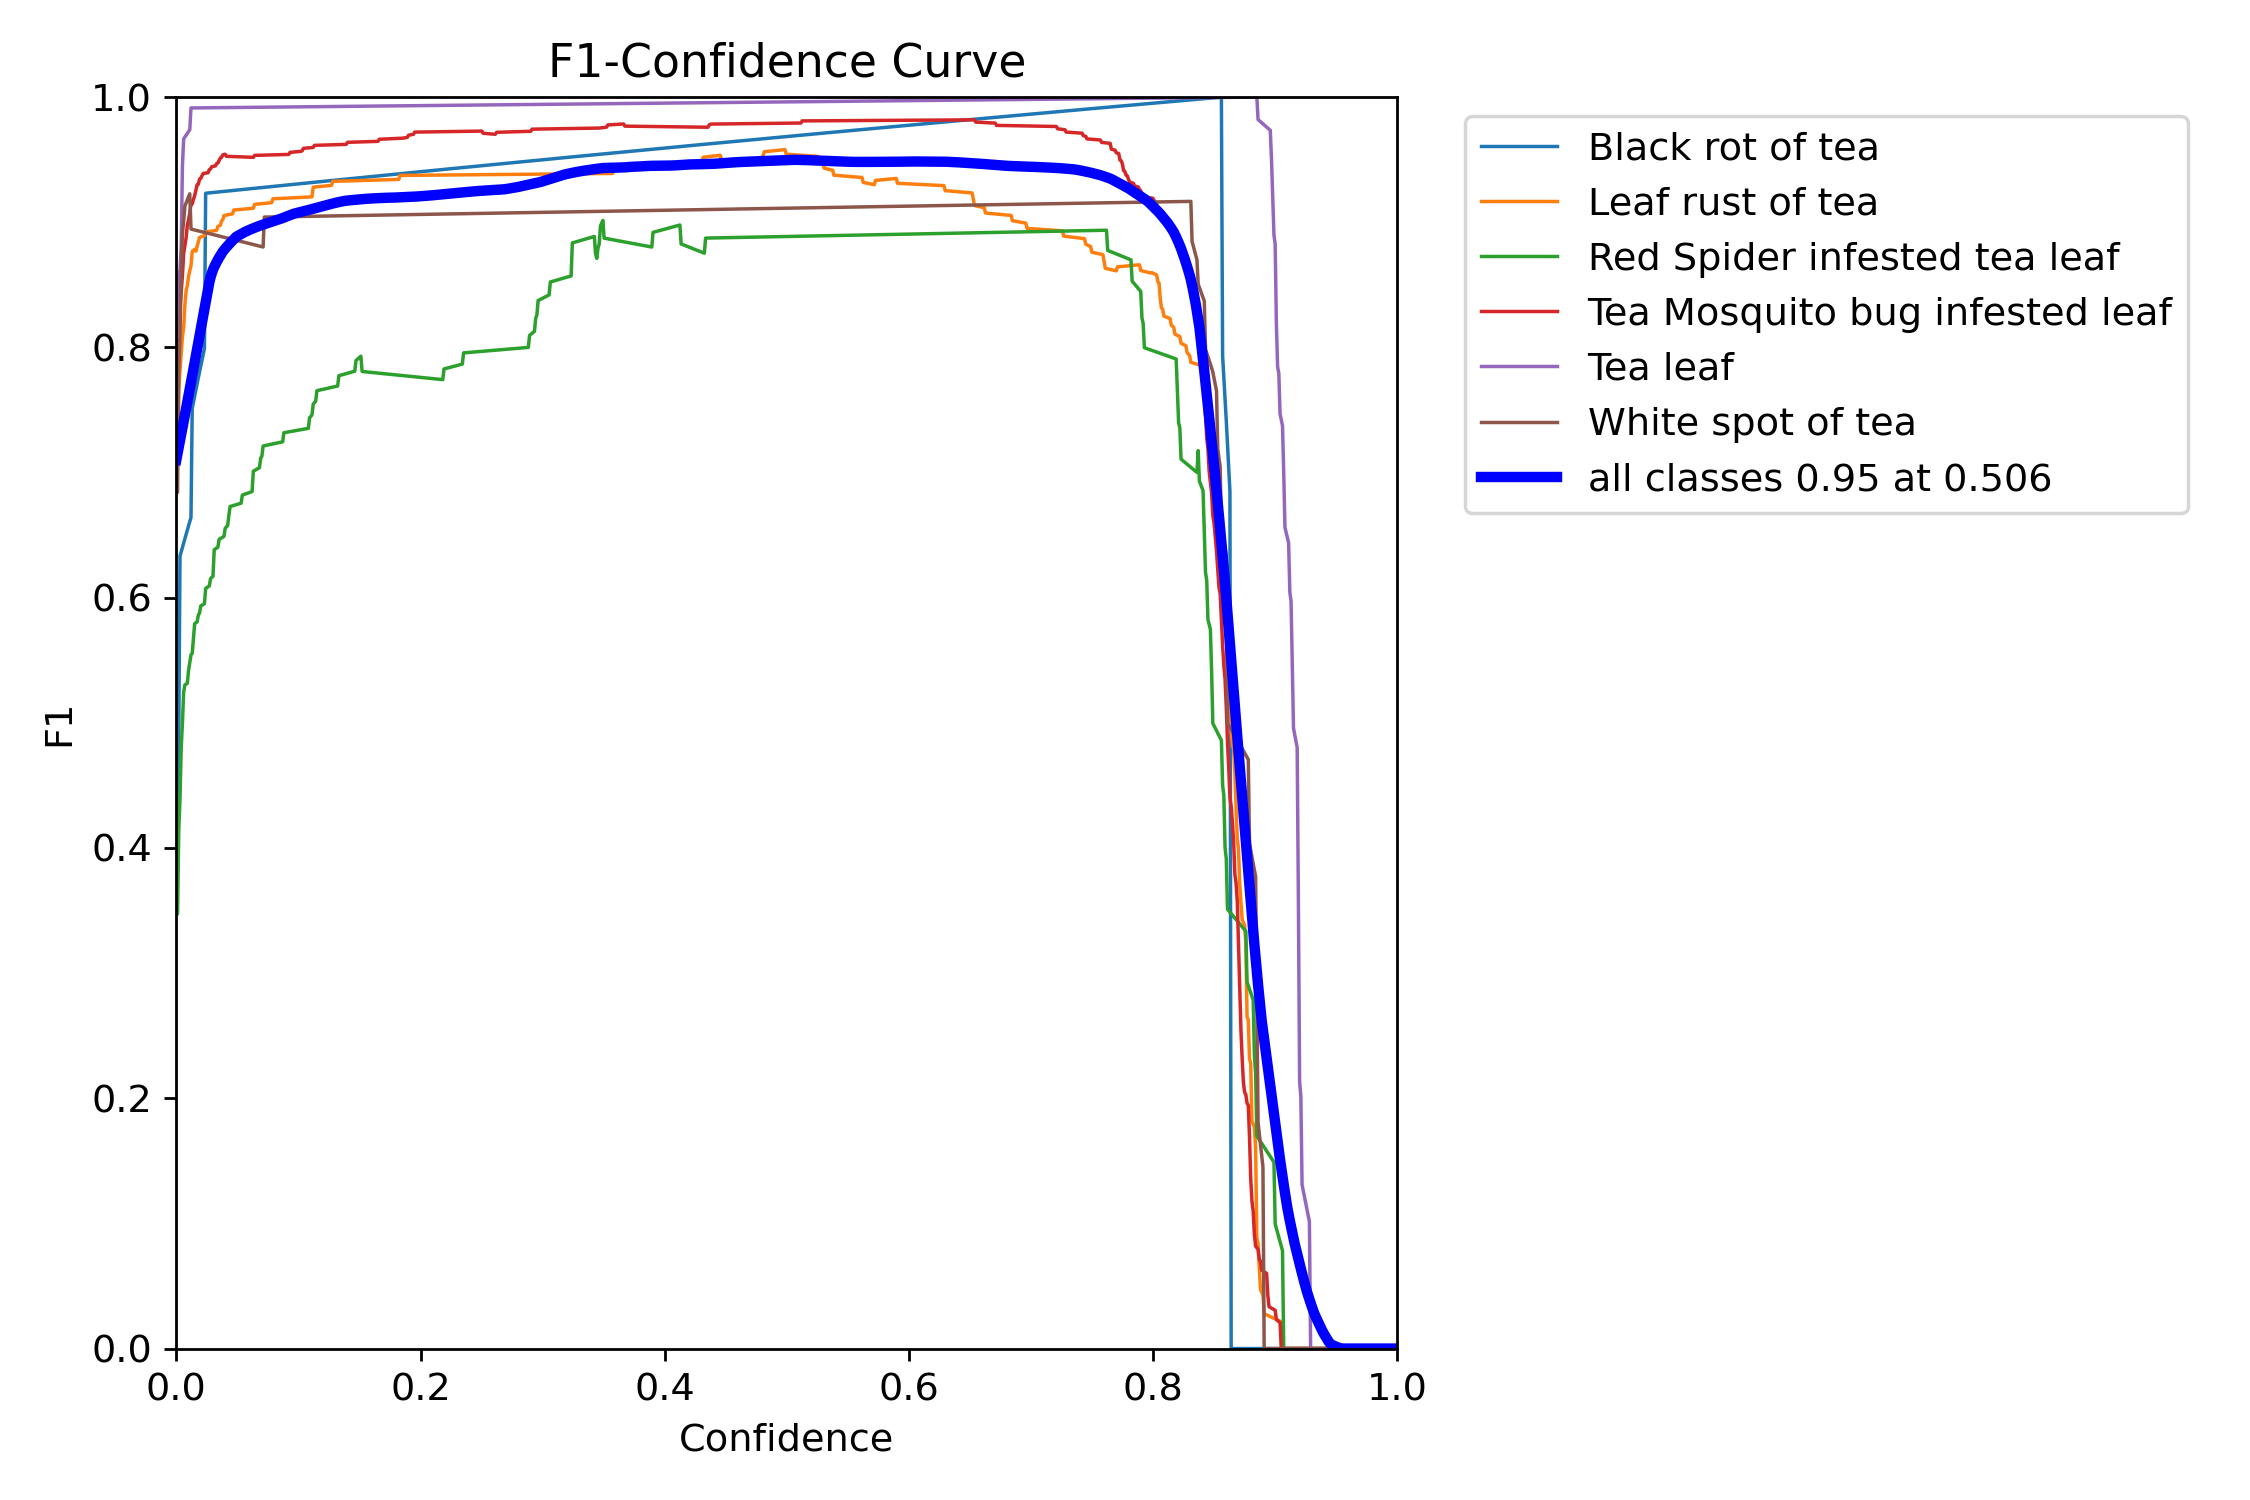 F1-Confidence Curve
1.0
0.8
0.6
0.4
0.2
0.0
F1
0.0 0.2 0.4 0.6 0.8 1.0
Confidence
Black rot of tea
Leaf rust of tea
Red Spider infested tea leaf
Tea Mosquito bug infested leaf
Tea leaf
White spot of tea
all classes 0.95 at 0.506